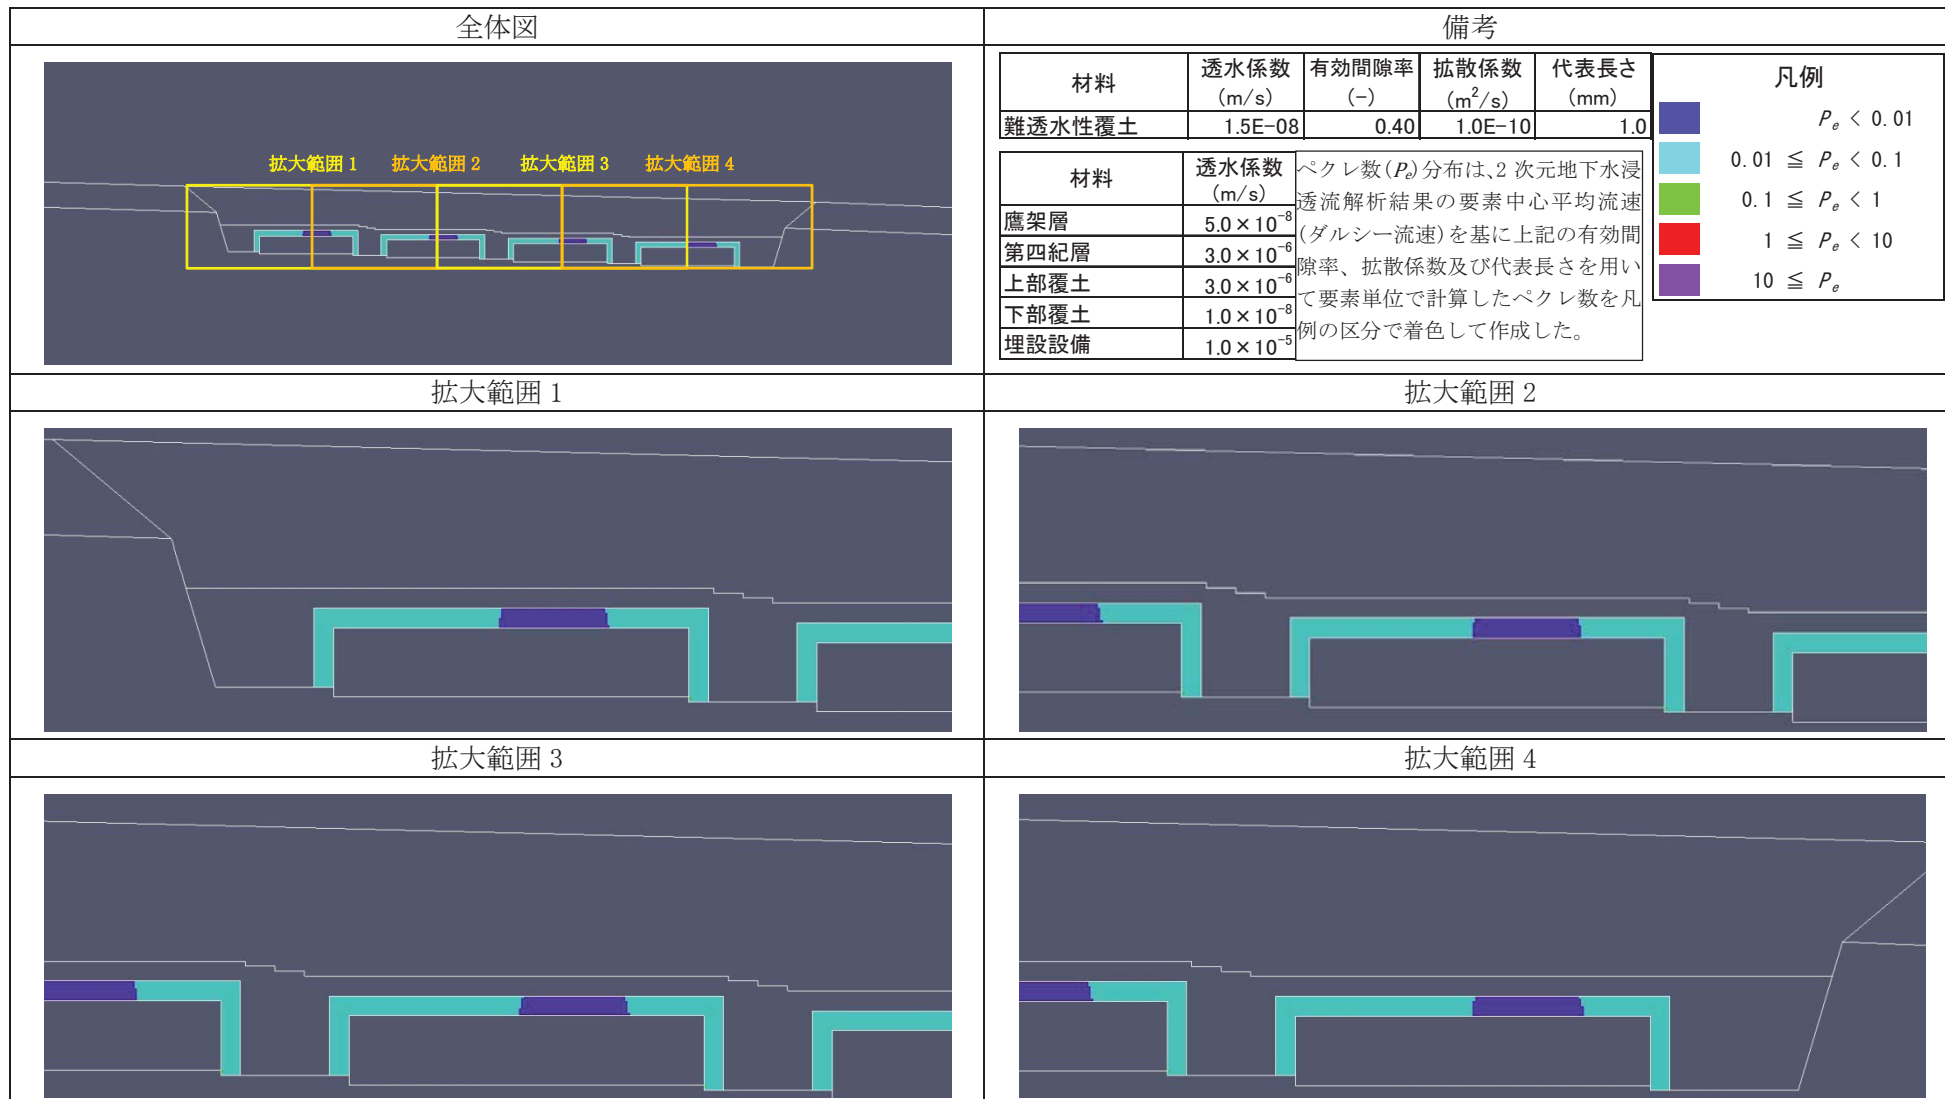 全体図
拡大範囲 1
拡大範囲 2
拡大範囲 3
拡大範囲 4
備考
材料 透水係数 (m/s) 有効間隙率 (-) 拡散係数 (m²/s) 代表長さ (mm)
難透水性覆土 1.5E-08 0.40 1.0E-10 1.0
材料 透水係数 (m/s)
鷹架層 5.0×10⁻⁸
第四紀層 3.0×10⁻⁶
上部覆土 3.0×10⁻⁶
下部覆土 1.0×10⁻⁸
埋設設備 1.0×10⁻⁵
ペクレ数(Pe)分布は、2 次元地下水浸
透流解析結果の要素中心平均流速
(ダルシー流速)を基に上記の有効間
隙率、拡散係数及び代表長さを用い
て要素単位で計算したペクレ数を凡
例の区分で着色して作成した。
凡例
Pe < 0.01
0.01 ≦ Pe < 0.1
0.1 ≦ Pe < 1
1 ≦ Pe < 10
10 ≦ Pe
拡大範囲 1
拡大範囲 2
拡大範囲 3
拡大範囲 4